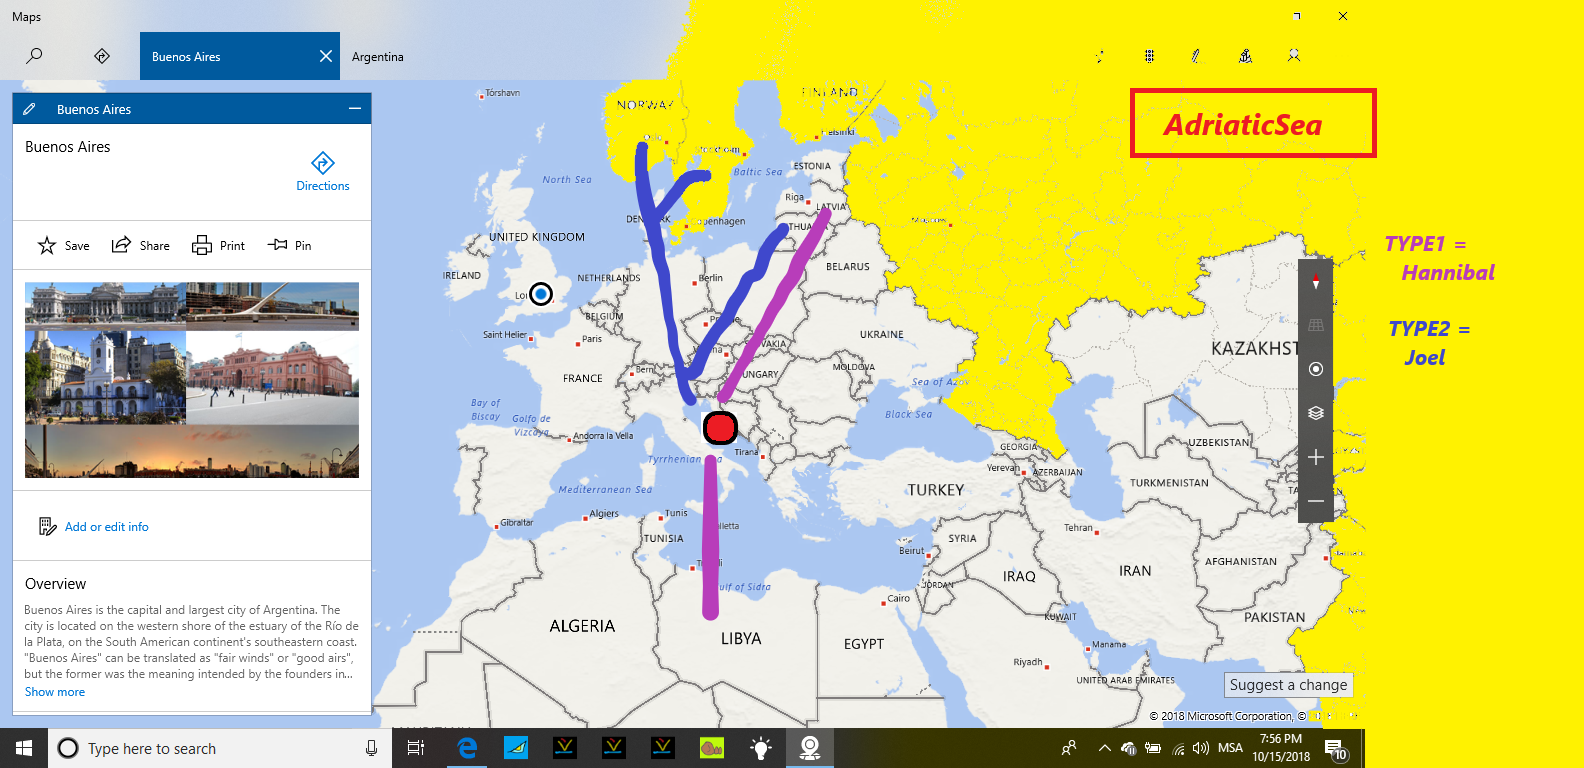 Maps
Buenos Aires
Argentina
Buenos Aires
Buenos Aires
Directions
Save
Share
Print
Pin
Add or edit info
Overview
Buenos Aires is the capital and largest city of Argentina. The
city is located on the western shore of the estuary of the Río de
la Plata, on the South American continent's southeastern coast.
"Buenos Aires" can be translated as "fair winds" or "good airs",
but the former was the meaning intended by the founders in...
Show more
Tórshavn
NORWAY
FINLAND
Helsinki
ESTONIA
North Sea
Baltic Sea
Riga
LATVIA
UNITED KINGDOM
IRELAND
NETHERLANDS
Berlin
BELARUS
BELGIUM
Saint Helier
Paris
UKRAINE
FRANCE
Bern
MOLDOVA
KAZAKHST
Bay of
Biscay
Golfo de
Vizcaya
Andorra la Vella
Sea of Azov
Black Sea
Tirana
GEORGIA
Yerevan
AZERBAIJAN
UZBEKISTAN
TURKMENISTAN
Mediterranean Sea
TURKEY
Gibraltar
Algiers
Tunis
TUNISIA
SYRIA
Tehran
Beirut
AFGHANISTAN
IRAQ
IRAN
JORDAN
Cairo
KUWAIT
PAKISTAN
ALGERIA
LIBYA
EGYPT
Manama
Riyadh
UNITED ARAB EMIRATES
AdriaticSea
TYPE1 =
Hannibal
TYPE2 =
Joel
Suggest a change
© 2018 Microsoft Corporation, ©
Type here to search
MSA
7:56 PM
10/15/2018
10